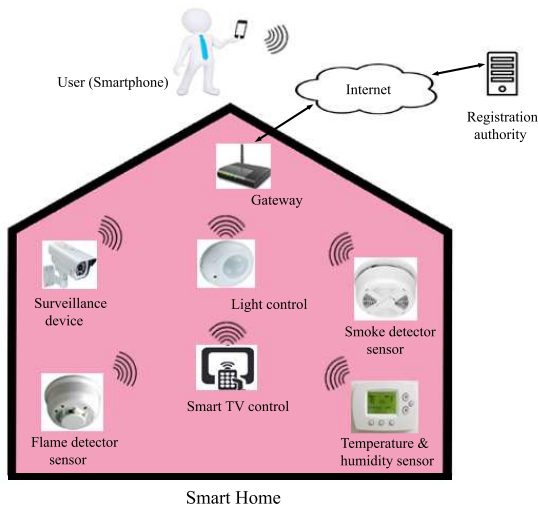 User (Smartphone)
Internet
Registration
authority
Gateway
Surveillance
device
Light control
Smoke detector
sensor
Smart TV control
Flame detector
sensor
Temperature &
humidity sensor
Smart Home